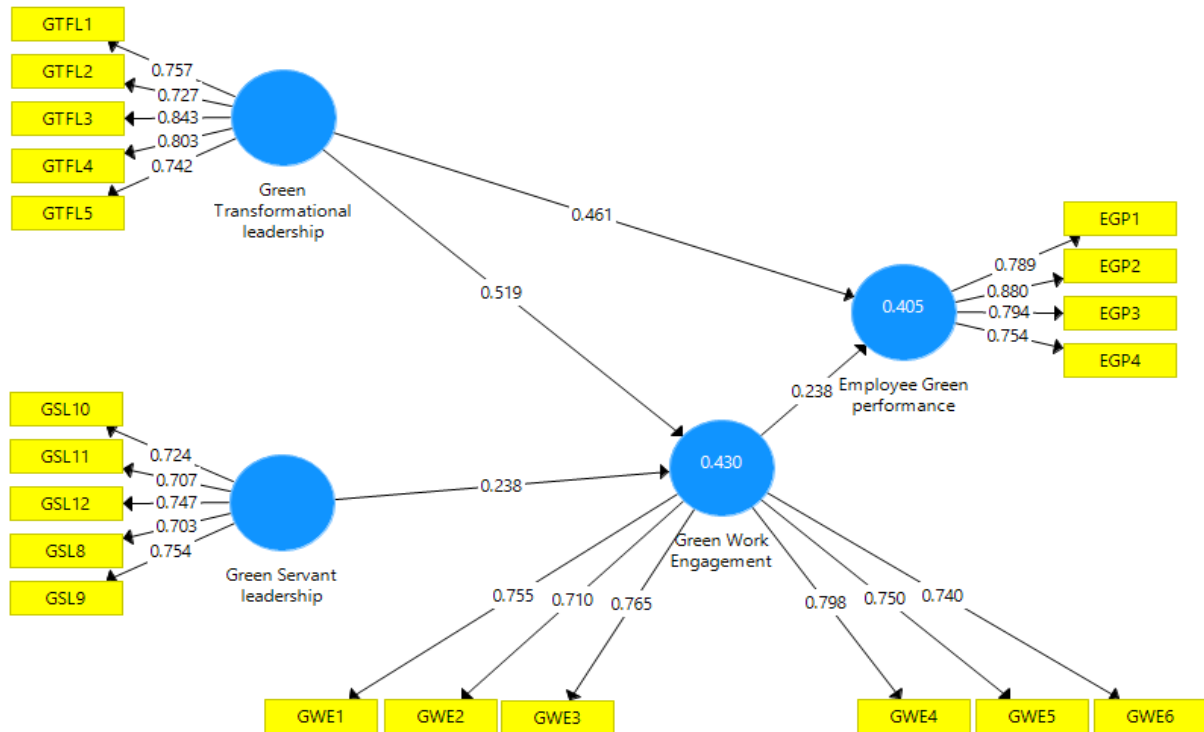 GTFL1
GTFL2
GTFL3
GTFL4
GTFL5
0.757
0.727
0.843
0.803
0.742
Green
Transformational
leadership
0.461
0.519
EGP1
EGP2
EGP3
EGP4
0.789
0.880
0.794
0.754
0.405
Employee Green
performance
0.238
GSL10
GSL11
GSL12
GSL8
GSL9
0.724
0.707
0.747
0.703
0.754
Green Servant
leadership
0.238
0.430
Green Work
Engagement
0.755
0.710
0.765
0.798
0.750
0.740
GWE1
GWE2
GWE3
GWE4
GWE5
GWE6